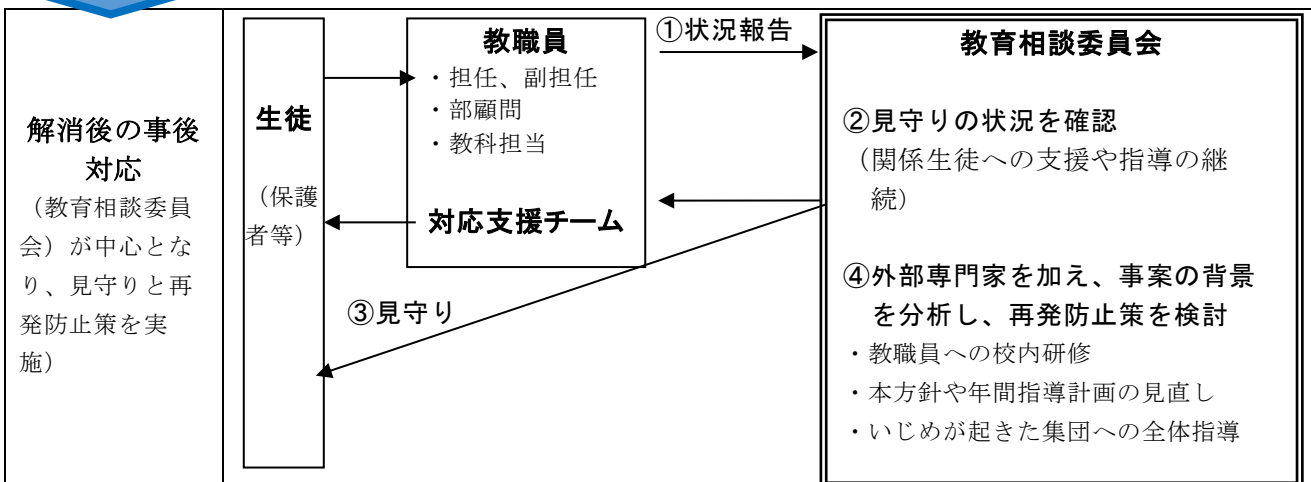 解消後の事後
対応
（教育相談委員
会）が中心とな
り、見守りと再
発防止策を実
施）
生徒
（保護
者等）
教職員
・担任、副担任
・部顧問
・教科担当
対応支援チーム
①状況報告
③見守り
教育相談委員会
②見守りの状況を確認
（関係生徒への支援や指導の継
続）
④外部専門家を加え、事案の背景
を分析し、再発防止策を検討
・教職員への校内研修
・本方針や年間指導計画の見直し
・いじめが起きた集団への全体指導